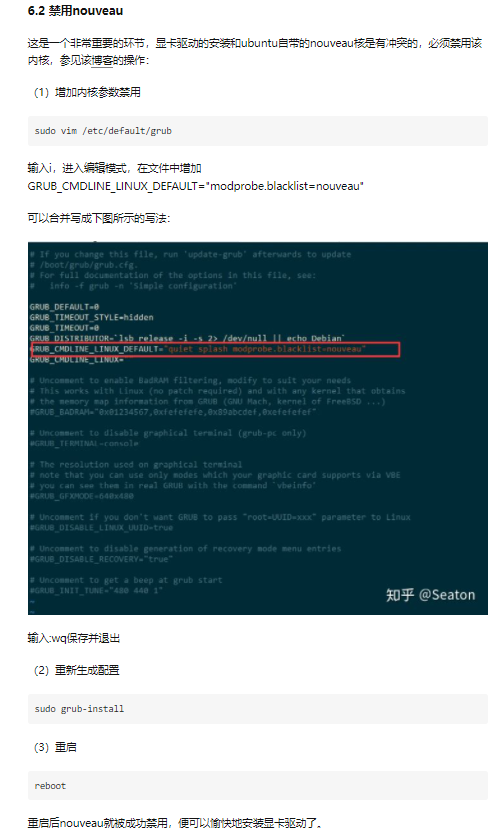 6.2 禁用nouveau
这是一个非常重要的环节，显卡驱动的安装和ubuntu自带的nouveau核是有冲突的，必须禁用该
内核，参见该博客的操作：
（1）增加内核参数禁用
sudo vim /etc/default/grub
输入i，进入编辑模式，在文件中增加
GRUB_CMDLINE_LINUX_DEFAULT="modprobe.blacklist=nouveau"
可以合并写成下图所示的写法：
# If you change this file, run 'update-grub' afterwards to update
# /boot/grub/grub.cfg.
# For full documentation of the options in this file, see:
#   info -f grub -n 'Simple configuration'
GRUB_DEFAULT=0
GRUB_TIMEOUT_STYLE=hidden
GRUB_TIMEOUT=0
GRUB_DISTRIBUTOR=`lsb_release -i -s 2> /dev/null || echo Debian`
GRUB_CMDLINE_LINUX_DEFAULT="quiet splash modprobe.blacklist=nouveau"
GRUB_CMDLINE_LINUX=
# Uncomment to enable BadRAM filtering, modify to suit your needs
# This works with Linux (no patch required) and with any kernel that obtains
# the memory map information from GRUB (GNU Mach, kernel of FreeBSD ...)
#GRUB_BADRAM="0x01234567,0xfefefefe,0x89abcdef,0xefefefef"
# Uncomment to disable graphical terminal (grub-pc only)
#GRUB_TERMINAL=console
# The resolution used on graphical terminal
# note that you can use only modes which your graphic card supports via VBE
# you can see them in real GRUB with the command `vbeinfo'
#GRUB_GFXMODE=640x480
# Uncomment if you don't want GRUB to pass "root=UUID=xxx" parameter to Linux
#GRUB_DISABLE_LINUX_UUID=true
# Uncomment to disable generation of recovery mode menu entries
#GRUB_DISABLE_RECOVERY="true"
# Uncomment to get a beep at grub start
#GRUB_INIT_TUNE="480 440 1"
~
~
知乎 @Seaton
输入:wq保存并退出
（2）重新生成配置
sudo grub-install
（3）重启
reboot
重启后nouveau就被成功禁用，便可以愉快地安装显卡驱动了。